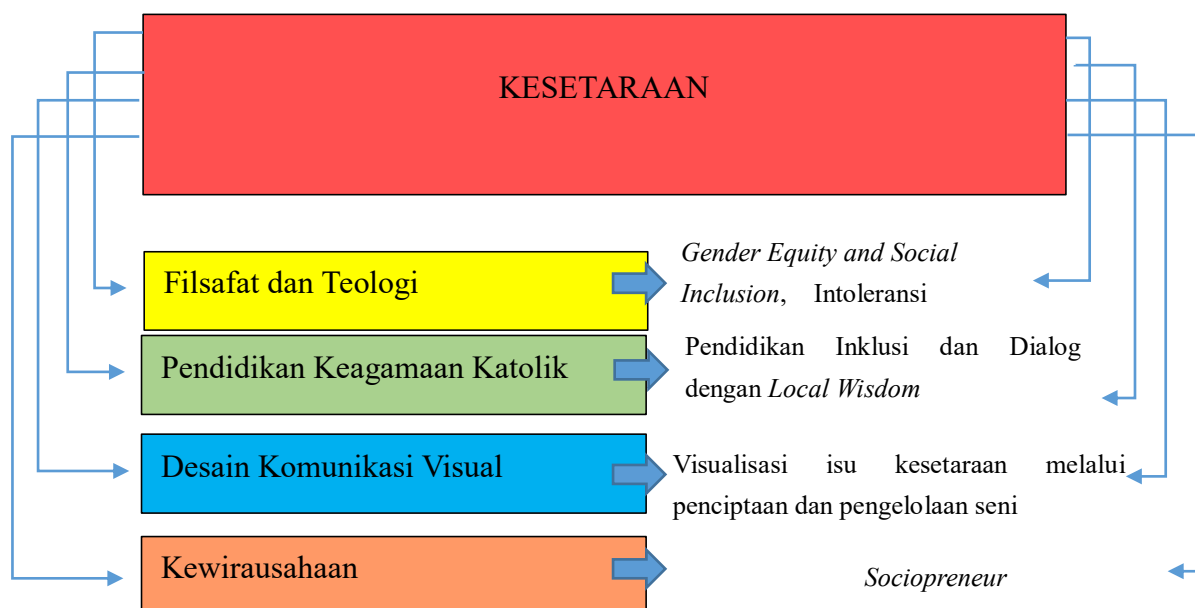 KESETARAAN
Filsafat dan Teologi
Gender Equity and Social
Inclusion, Intoleransi
Pendidikan Keagamaan Katolik
Pendidikan Inklusi dan Dialog
dengan Local Wisdom
Desain Komunikasi Visual
Visualisasi isu kesetaraan melalui
penciptaan dan pengelolaan seni
Kewirausahaan
Sociopreneur